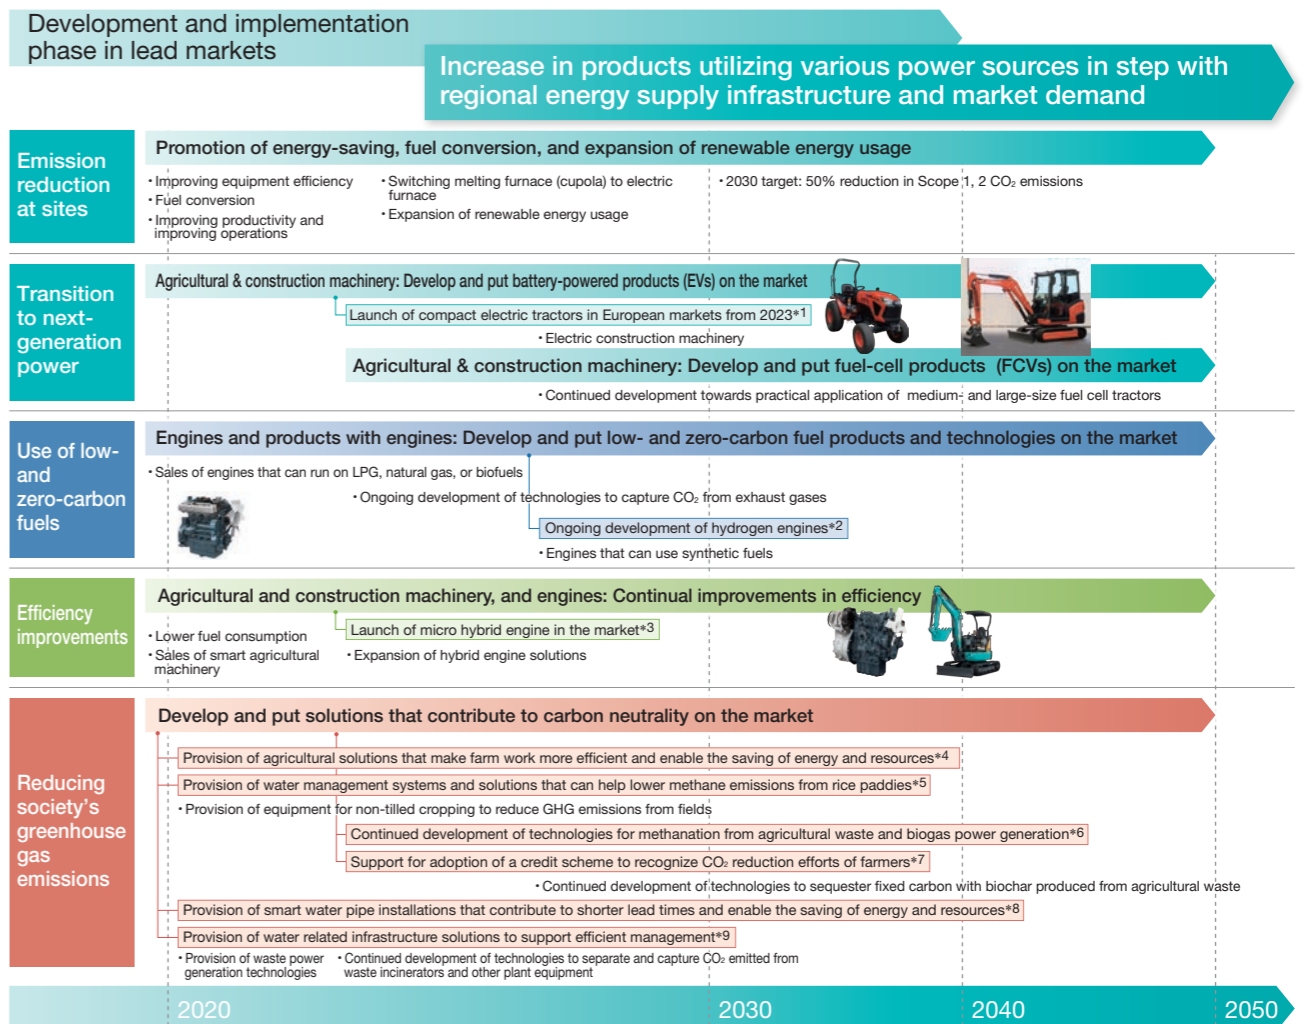 Development and implementation
phase in lead markets
Increase in products utilizing various power sources in step with
regional energy supply infrastructure and market demand
Emission
reduction
at sites
Promotion of energy-saving, fuel conversion, and expansion of renewable energy usage
・Improving equipment efficiency
・Fuel conversion
・Improving productivity and
improving operations
・Switching melting furnace (cupola) to electric
furnace
・Expansion of renewable energy usage
・2030 target: 50% reduction in Scope 1, 2 CO₂ emissions
Transition
to next-
generation
power
Agricultural & construction machinery: Develop and put battery-powered products (EVs) on the market
Launch of compact electric tractors in European markets from 2023*1
・Electric construction machinery
Agricultural & construction machinery: Develop and put fuel-cell products (FCVs) on the market
・Continued development towards practical application of medium- and large-size fuel cell tractors
Use of low-
and
zero-carbon
fuels
Engines and products with engines: Develop and put low- and zero-carbon fuel products and technologies on the market
・Sales of engines that can run on LPG, natural gas, or biofuels
・Ongoing development of technologies to capture CO₂ from exhaust gases
Ongoing development of hydrogen engines*2
・Engines that can use synthetic fuels
Efficiency
improvements
Agricultural and construction machinery, and engines: Continual improvements in efficiency
・Lower fuel consumption
・Sales of smart agricultural
machinery
Launch of micro hybrid engine in the market*3
・Expansion of hybrid engine solutions
Reducing
society's
greenhouse
gas
emissions
Develop and put solutions that contribute to carbon neutrality on the market
Provision of agricultural solutions that make farm work more efficient and enable the saving of energy and resources*4
Provision of water management systems and solutions that can help lower methane emissions from rice paddies*5
・Provision of equipment for non-tilled cropping to reduce GHG emissions from fields
Continued development of technologies for methanation from agricultural waste and biogas power generation*6
Support for adoption of a credit scheme to recognize CO₂ reduction efforts of farmers*7
・Continued development of technologies to sequester fixed carbon with biochar produced from agricultural waste
Provision of smart water pipe installations that contribute to shorter lead times and enable the saving of energy and resources*8
Provision of water related infrastructure solutions to support efficient management*9
・Provision of waste power
generation technologies
・Continued development of technologies to separate and capture CO₂ emitted from
waste incinerators and other plant equipment
2020
2030
2040
2050